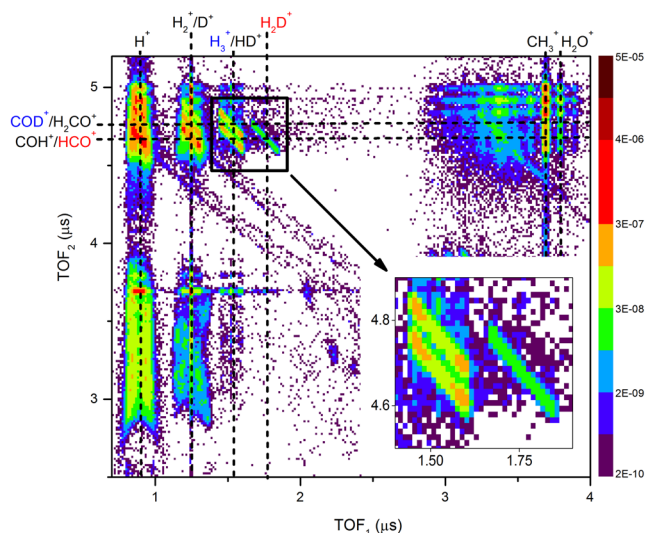 H₂⁺/D⁺ H₂D⁺
H⁺ H₃⁺/HD⁺ CH₃⁺ H₂O⁺
5E-05
5
COD⁺/H₂CO⁺
4E-06
COH⁺/HCO⁺
3E-07
TOF₂ (μs)
4
3E-08
4.8
2E-09
3
4.6
1.50 1.75
2E-10
1 2 3 4
TOF₁ (μs)